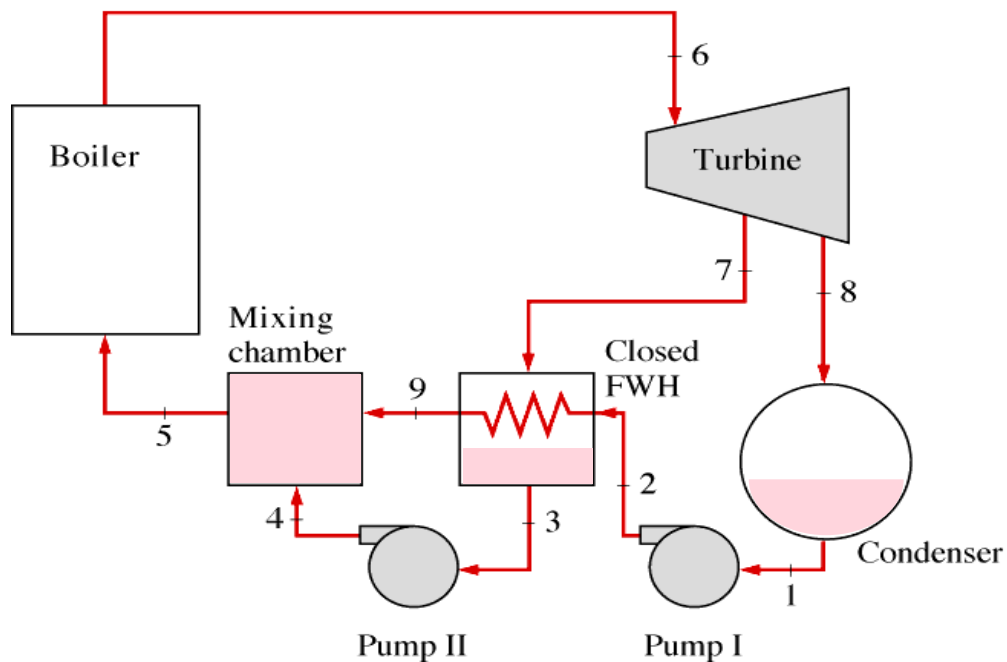 6
Boiler
Turbine
7
8
Mixing
chamber
Closed
FWH
9
5
2
4
3
Condenser
1
Pump II
Pump I